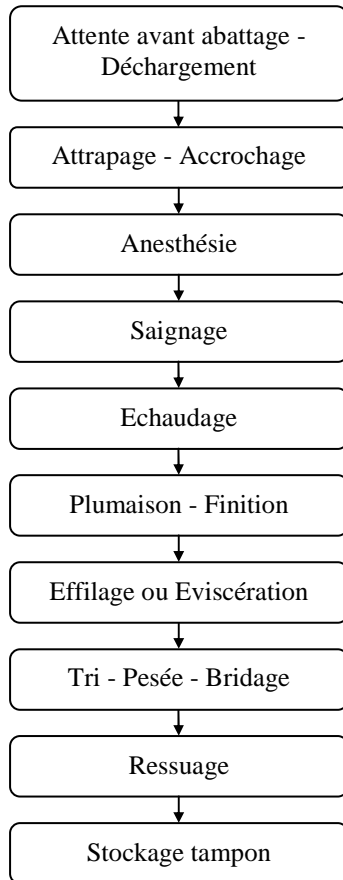 Attente avant abattage -
Déchargement
Attrapage - Accrochage
Anesthésie
Saignage
Echaudage
Plumaison - Finition
Effilage ou Eviscération
Tri - Pesée - Bridage
Ressuage
Stockage tampon